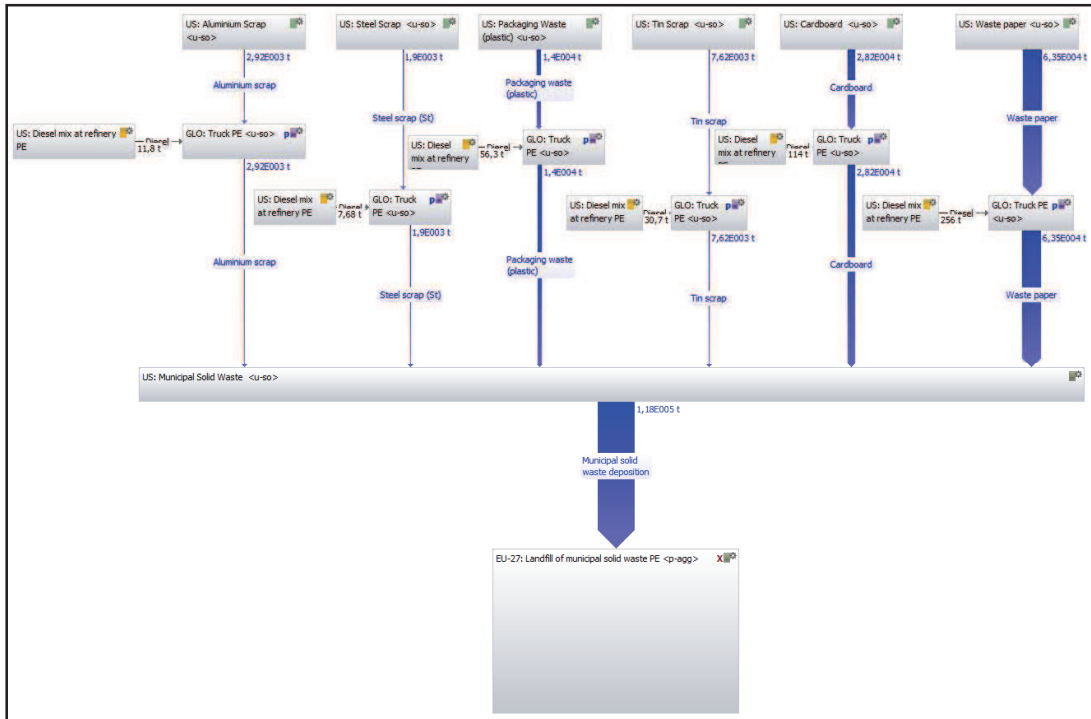 US: Aluminium Scrap
<u-so>
US: Steel Scrap <u-so>
US: Packaging Waste
(plastic) <u-so>
US: Tin Scrap <u-so>
US: Cardboard <u-so>
US: Waste paper <u-so>
2,92E003 t
1,9E003 t
1,4E004 t
7,62E003 t
2,82E004 t
6,35E004 t
Aluminium scrap
Packaging waste
(plastic)
Cardboard
Steel scrap (St)
Tin scrap
Waste paper
US: Diesel mix at refinery
PE
Diesel
11,8 t
GLO: Truck PE <u-so>
p
US: Diesel
mix at refinery
Diesel
56,3 t
GLO: Truck
PE <u-so>
p
US: Diesel
mix at refinery
PE
Diesel
114 t
GLO: Truck
PE <u-so>
p
2,92E003 t
1,4E004 t
2,82E004 t
US: Diesel mix
at refinery PE
Diesel
7,68 t
GLO: Truck
PE <u-so>
p
US: Diesel mix
at refinery PE
Diesel
30,7 t
GLO: Truck
PE <u-so>
p
US: Diesel mix
at refinery PE
Diesel
256 t
GLO: Truck PE
<u-so>
p
1,9E003 t
7,62E003 t
6,35E004 t
Aluminium scrap
Packaging waste
(plastic)
Cardboard
Steel scrap (St)
Tin scrap
Waste paper
US: Municipal Solid Waste <u-so>
1,18E005 t
Municipal solid
waste deposition
EU-27: Landfill of municipal solid waste PE <p-agg>
X